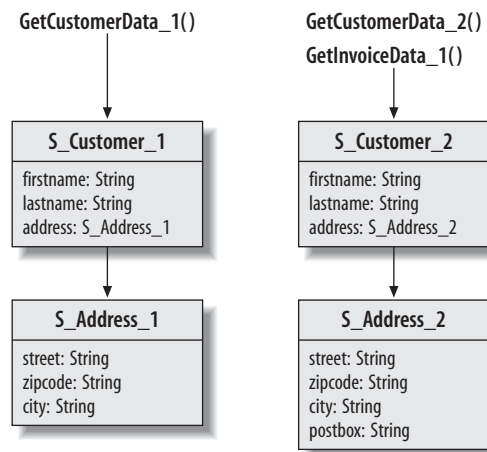 GetCustomerData_1()
S_Customer_1
firstname: String
lastname: String
address: S_Address_1
S_Address_1
street: String
zipcode: String
city: String
GetCustomerData_2()
GetInvoiceData_1()
S_Customer_2
firstname: String
lastname: String
address: S_Address_2
S_Address_2
street: String
zipcode: String
city: String
postbox: String